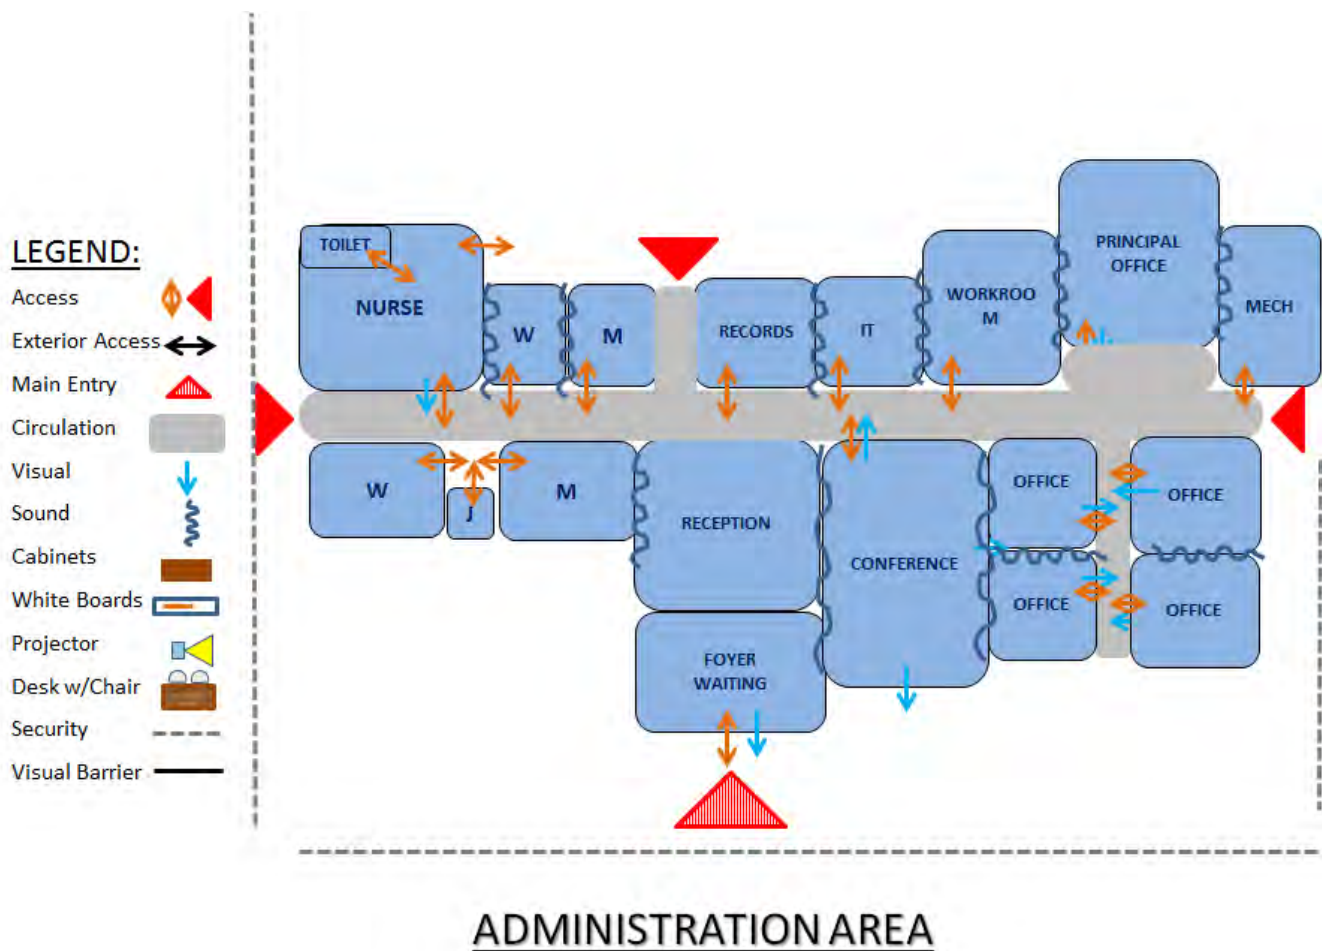 LEGEND:
Access
Exterior Access
Main Entry
Circulation
Visual
Sound
Cabinets
White Boards
Projector
Desk w/Chair
Security
Visual Barrier
TOILET
NURSE
W
M
RECORDS
IT
WORKROO
M
PRINCIPAL
OFFICE
MECH
W
J
M
RECEPTION
CONFERENCE
OFFICE
OFFICE
OFFICE
OFFICE
FOYER
WAITING
ADMINISTRATION AREA